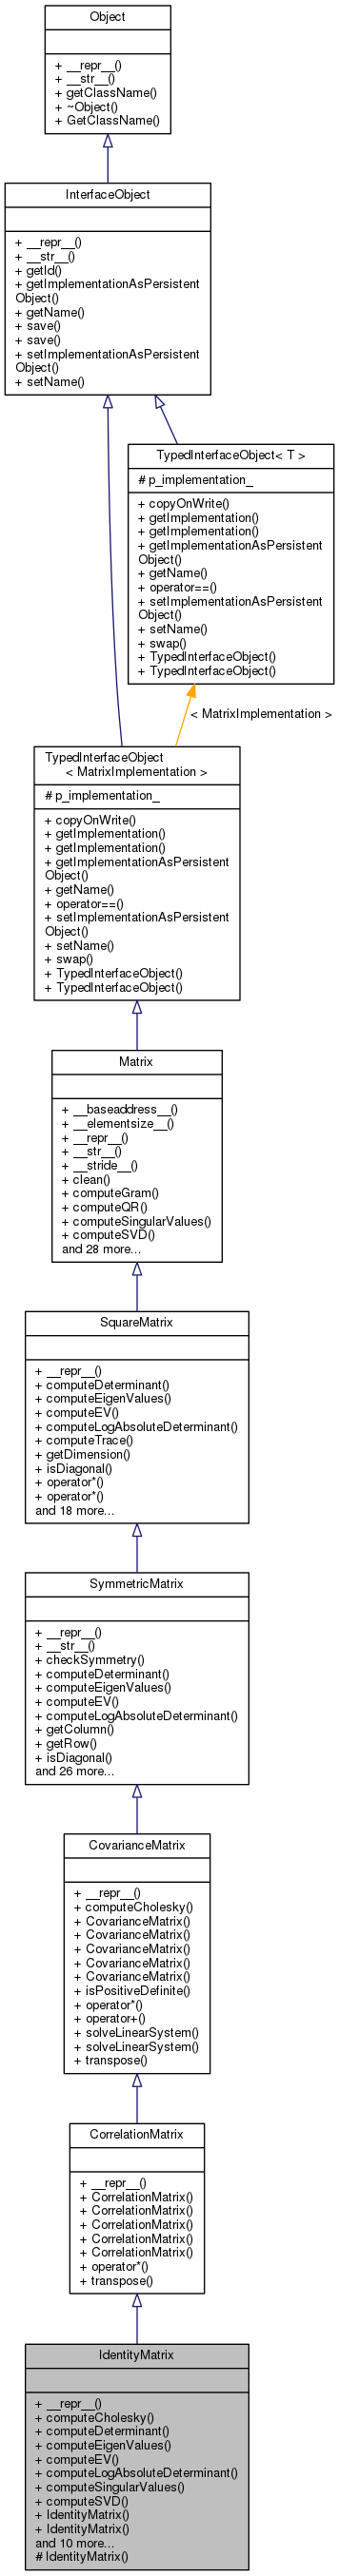 Object
+ __repr__()
+ __str__()
+ getClassName()
+ ~Object()
+ GetClassName()
InterfaceObject
+ __repr__()
+ __str__()
+ getId()
+ getImplementationAsPersistent
Object()
+ getName()
+ save()
+ save()
+ setImplementationAsPersistent
Object()
+ setName()
TypedInterfaceObject< T >
# p_implementation_
+ copyOnWrite()
+ getImplementation()
+ getImplementation()
+ getImplementationAsPersistent
Object()
+ getName()
+ operator==()
+ setImplementationAsPersistent
Object()
+ setName()
+ swap()
+ TypedInterfaceObject()
+ TypedInterfaceObject()
< MatrixImplementation >
TypedInterfaceObject
< MatrixImplementation >
# p_implementation_
+ copyOnWrite()
+ getImplementation()
+ getImplementation()
+ getImplementationAsPersistent
Object()
+ getName()
+ operator==()
+ setImplementationAsPersistent
Object()
+ setName()
+ swap()
+ TypedInterfaceObject()
+ TypedInterfaceObject()
Matrix
+ __baseaddress__()
+ __elementsize__()
+ __repr__()
+ __str__()
+ __stride__()
+ clean()
+ computeGram()
+ computeQR()
+ computeSingularValues()
+ computeSVD()
and 28 more...
SquareMatrix
+ __repr__()
+ computeDeterminant()
+ computeEigenValues()
+ computeEV()
+ computeLogAbsoluteDeterminant()
+ computeTrace()
+ getDimension()
+ isDiagonal()
+ operator*()
+ operator*()
and 18 more...
SymmetricMatrix
+ __repr__()
+ __str__()
+ checkSymmetry()
+ computeDeterminant()
+ computeEigenValues()
+ computeEV()
+ computeLogAbsoluteDeterminant()
+ getColumn()
+ getRow()
+ isDiagonal()
and 26 more...
CovarianceMatrix
+ __repr__()
+ computeCholesky()
+ CovarianceMatrix()
+ CovarianceMatrix()
+ CovarianceMatrix()
+ CovarianceMatrix()
+ CovarianceMatrix()
+ isPositiveDefinite()
+ operator*()
+ operator+()
+ solveLinearSystem()
+ solveLinearSystem()
+ transpose()
CorrelationMatrix
+ __repr__()
+ CorrelationMatrix()
+ CorrelationMatrix()
+ CorrelationMatrix()
+ CorrelationMatrix()
+ CorrelationMatrix()
+ operator*()
+ transpose()
IdentityMatrix
+ __repr__()
+ computeCholesky()
+ computeDeterminant()
+ computeEigenValues()
+ computeEV()
+ computeLogAbsoluteDeterminant()
+ computeSingularValues()
+ computeSVD()
+ IdentityMatrix()
+ IdentityMatrix()
and 10 more...
# IdentityMatrix()